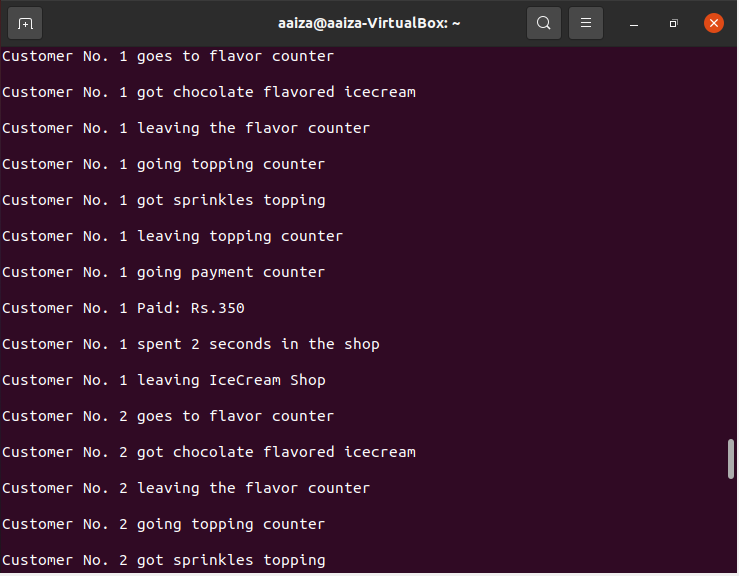 aaiza@aaiza-VirtualBox: ~
Customer No. 1 goes to flavor counter
Customer No. 1 got chocolate flavored icecream
Customer No. 1 leaving the flavor counter
Customer No. 1 going topping counter
Customer No. 1 got sprinkles topping
Customer No. 1 leaving topping counter
Customer No. 1 going payment counter
Customer No. 1 Paid: Rs.350
Customer No. 1 spent 2 seconds in the shop
Customer No. 1 leaving IceCream Shop
Customer No. 2 goes to flavor counter
Customer No. 2 got chocolate flavored icecream
Customer No. 2 leaving the flavor counter
Customer No. 2 going topping counter
Customer No. 2 got sprinkles topping